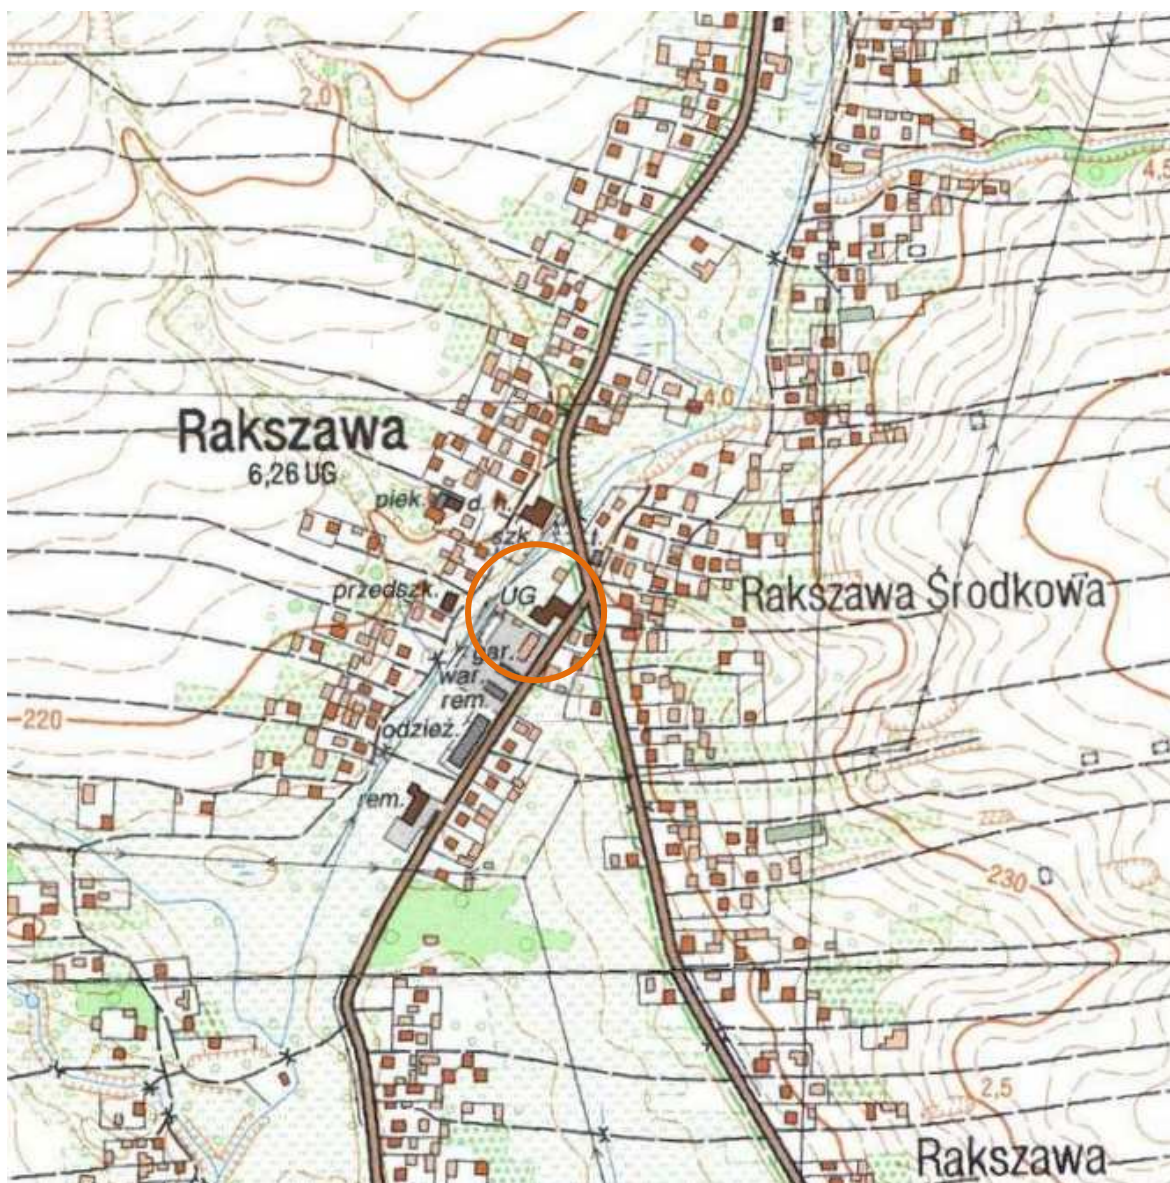 2,0
4,5
4,0
Rakszawa
6,26 UG
piek.
d. h.
szk.
t.
przedszk.
UG
Rakszawa Środkowa
gar.
war.
rem.
220
odzież.
rem.
230
2,5
Rakszawa